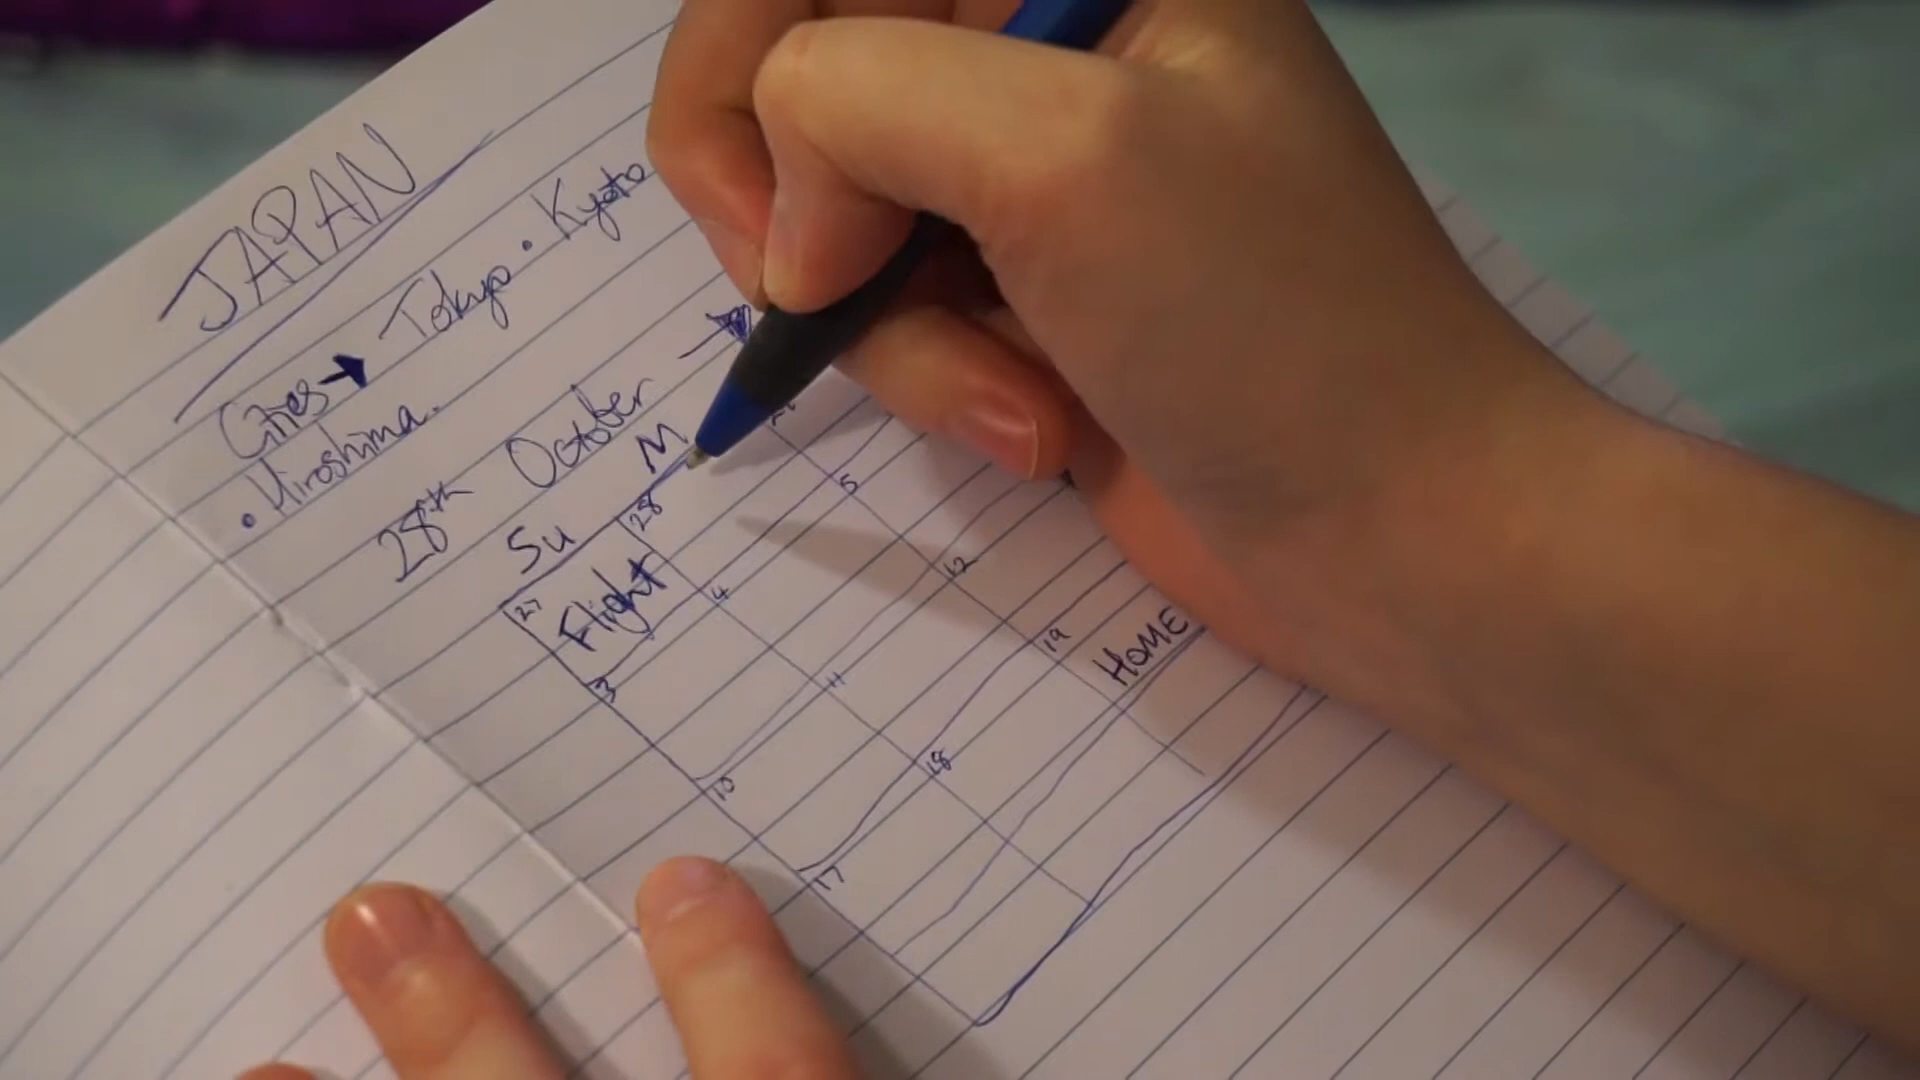 JAPAN
Cities → Tokyo • Kyoto
• Hiroshima.
28th October →
Su M
27 28
Flight
3 4 5
10 11 12
17 18 19
HOME